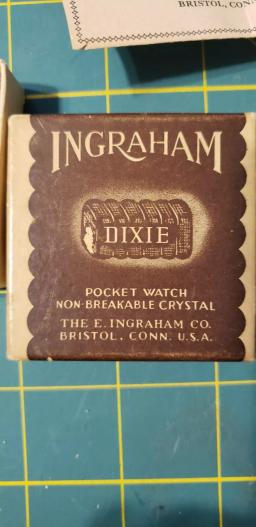 BRISTOL, CONN.
INGRAHAM
DIXIE
POCKET WATCH
NON-BREAKABLE CRYSTAL
THE E. INGRAHAM CO.
BRISTOL, CONN. U.S.A.